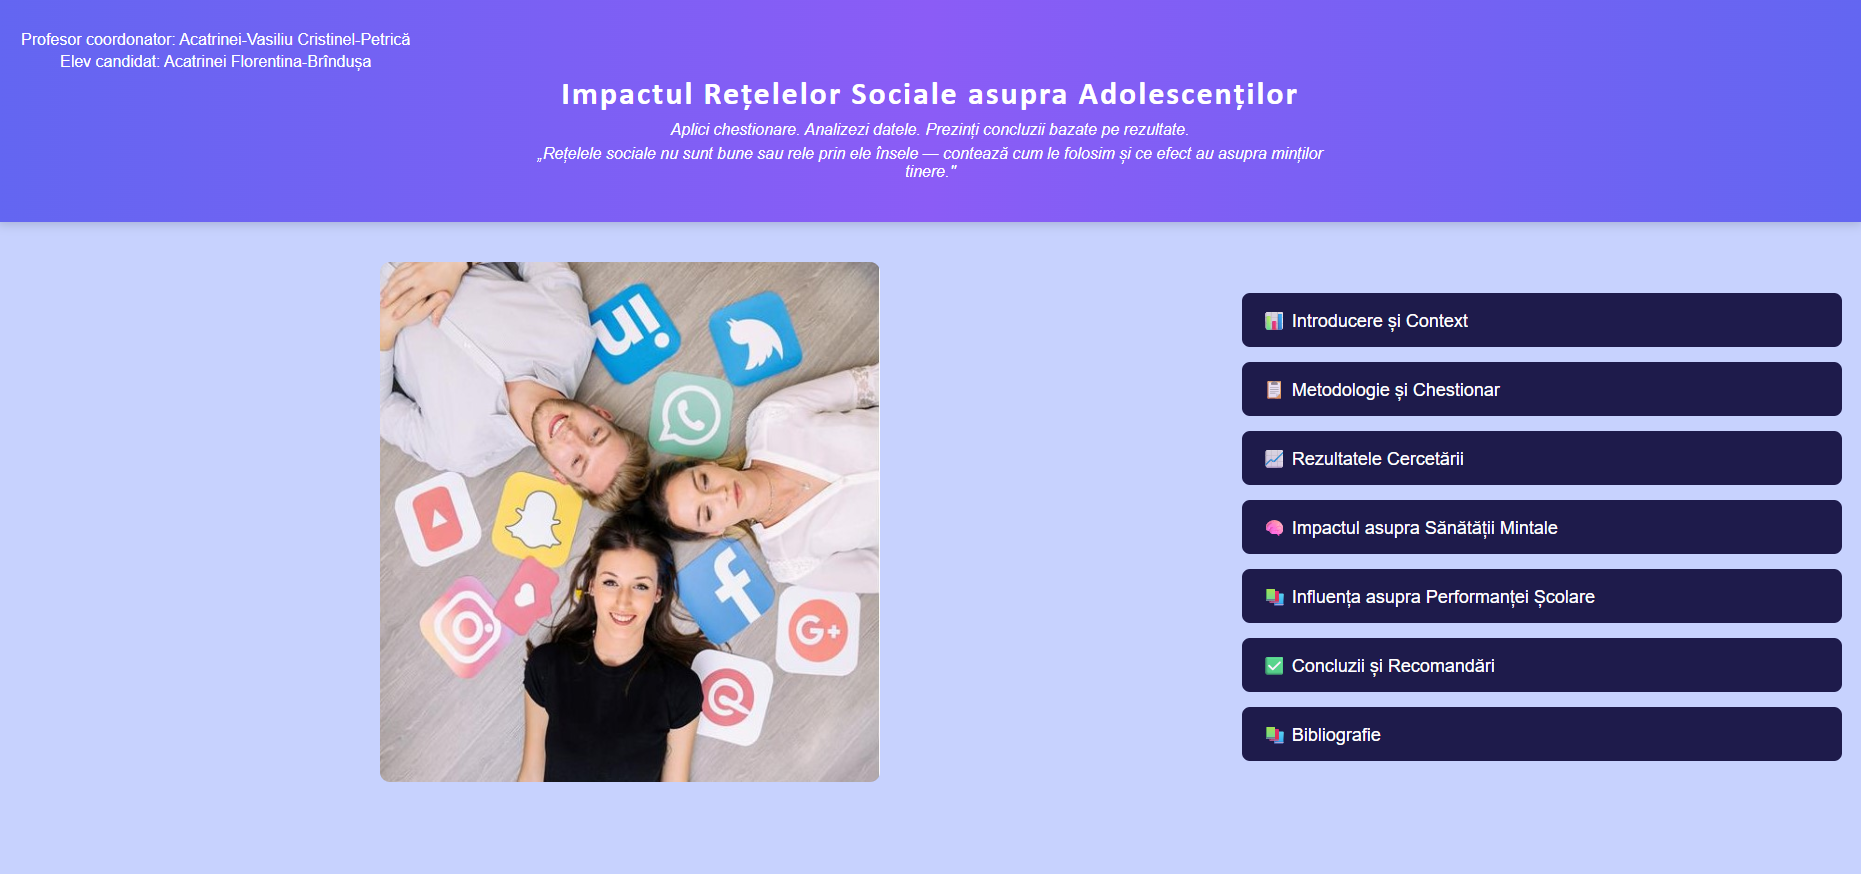 Profesor coordonator: Acatrinei-Vasiliu Cristinel-Petrică
Elev candidat: Acatrinei Florentina-Brîndușa
Impactul Rețelelor Sociale asupra Adolescenților
Aplici chestionare. Analizezi datele. Prezinți concluzii bazate pe rezultate.
„Rețelele sociale nu sunt bune sau rele prin ele însele — contează cum le folosim și ce efect au asupra minților
tinere."
in
f
G+
Introducere și Context
Metodologie și Chestionar
Rezultatele Cercetării
Impactul asupra Sănătății Mintale
Influența asupra Performanței Școlare
Concluzii și Recomandări
Bibliografie